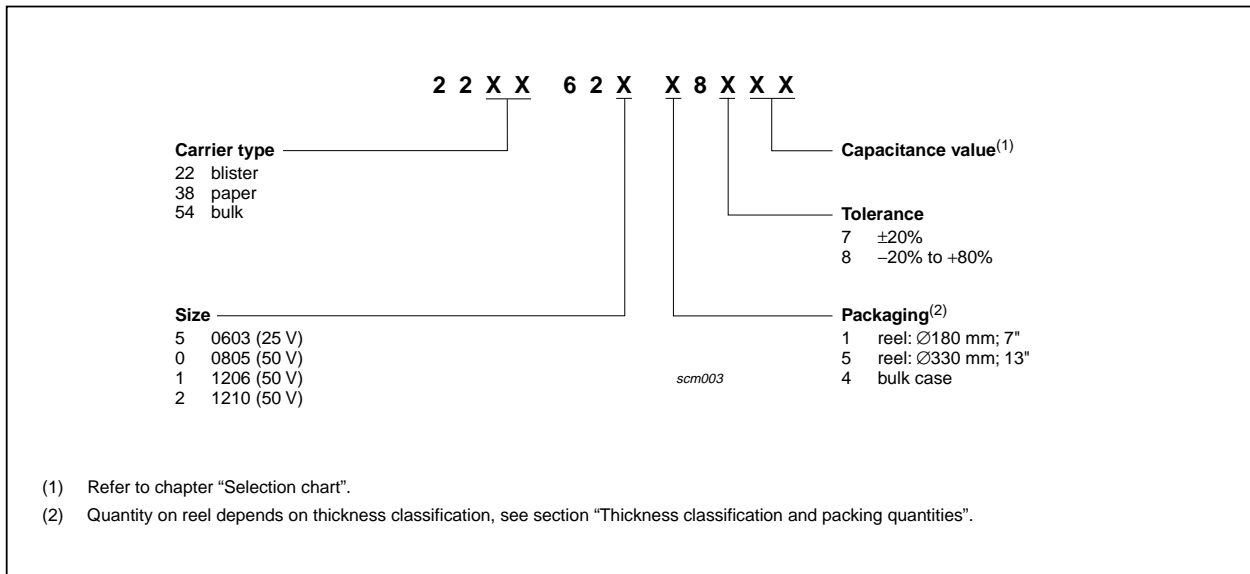 2 2 X X 6 2 X X 8 X X X
Carrier type
22 blister
38 paper
54 bulk
Capacitance value(1)
Tolerance
7 ±20%
8 −20% to +80%
Size
5 0603 (25 V)
0 0805 (50 V)
1 1206 (50 V)
2 1210 (50 V)
Packaging(2)
1 reel: ∅180 mm; 7"
5 reel: ∅330 mm; 13"
4 bulk case
scm003
(1) Refer to chapter “Selection chart”.
(2) Quantity on reel depends on thickness classification, see section “Thickness classification and packing quantities”.